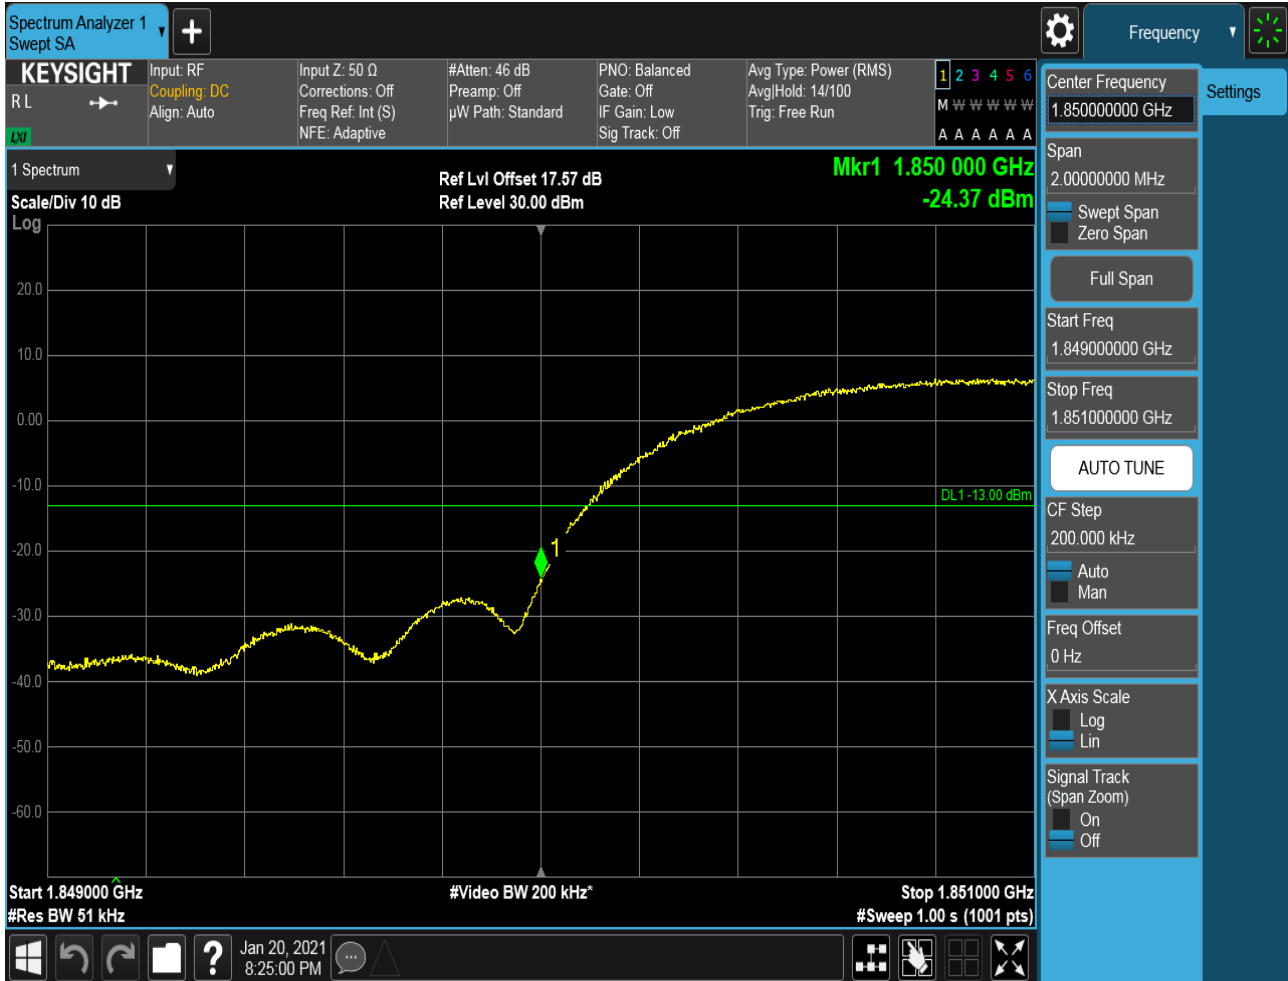 Spectrum Analyzer 1
Swept SA
+
Frequency
KEYSIGHT
R L
LXI
Input: RF
Coupling: DC
Align: Auto
Input Z: 50 Ω
Corrections: Off
Freq Ref: Int (S)
NFE: Adaptive
#Atten: 46 dB
Preamp: Off
µW Path: Standard
PNO: Balanced
Gate: Off
IF Gain: Low
Sig Track: Off
Avg Type: Power (RMS)
Avg|Hold: 14/100
Trig: Free Run
1 2 3 4 5 6
M W W W W W
A A A A A A
1 Spectrum
Scale/Div 10 dB
Log
Ref Lvl Offset 17.57 dB
Ref Level 30.00 dBm
Mkr1 1.850 000 GHz
-24.37 dBm
20.0
10.0
0.00
-10.0
-20.0
-30.0
-40.0
-50.0
-60.0
DL1 -13.00 dBm
1
Start 1.849000 GHz
#Res BW 51 kHz
#Video BW 200 kHz*
Stop 1.851000 GHz
#Sweep 1.00 s (1001 pts)
?
Jan 20, 2021
8:25:00 PM
Center Frequency
1.850000000 GHz
Settings
Span
2.00000000 MHz
Swept Span
Zero Span
Full Span
Start Freq
1.849000000 GHz
Stop Freq
1.851000000 GHz
AUTO TUNE
CF Step
200.000 kHz
Auto
Man
Freq Offset
0 Hz
X Axis Scale
Log
Lin
Signal Track
(Span Zoom)
On
Off